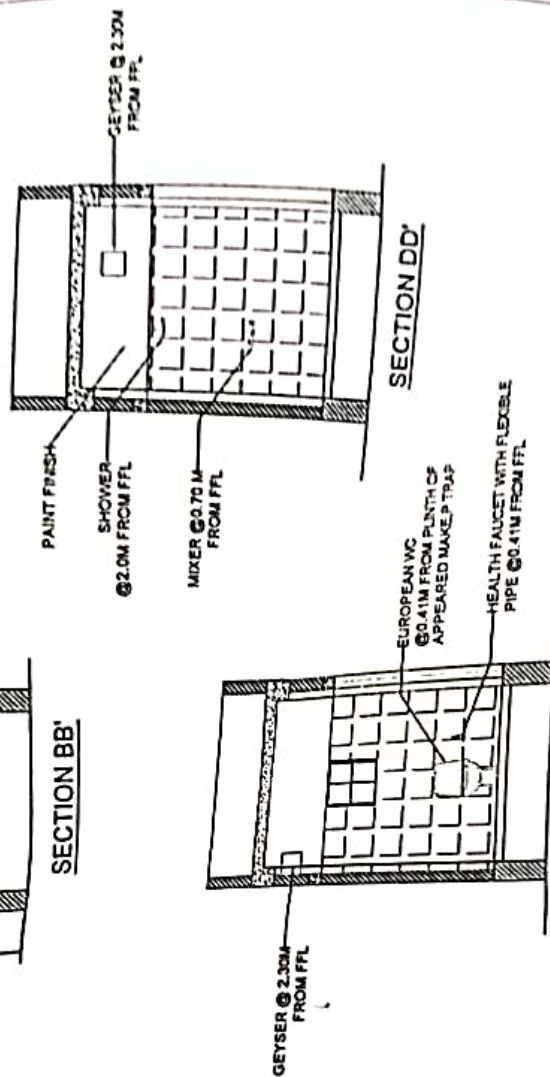 SECTION BB'
PAINT FINISH
SHOWER
@2.0M FROM FFL
MIXER @0.70 M
FROM FFL
GEYSER @ 2.30M
FROM FFL
SECTION DD'
GEYSER @ 2.30M
FROM FFL
EUROPEAN WC
@0.41M FROM PLINTH OF
APPEARED MAKE,P TRAP
HEALTH FAUCET WITH FLEXIBLE
PIPE @0.41M FROM FFL